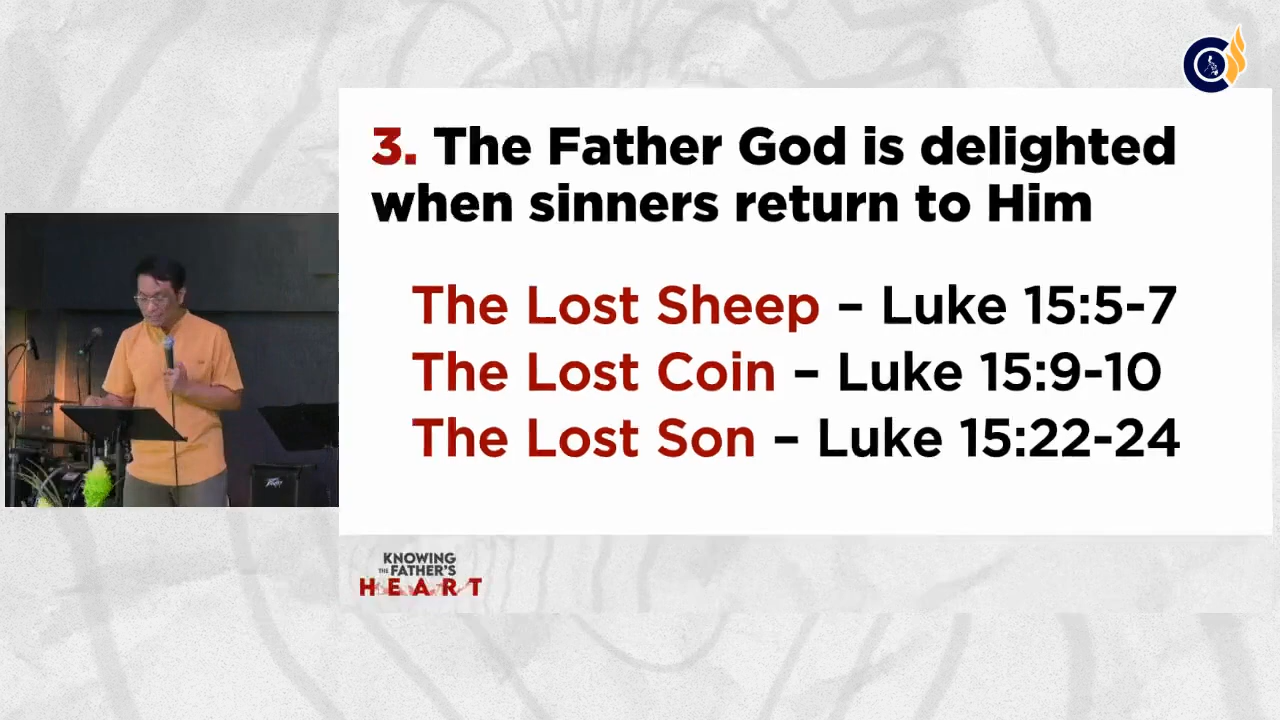 3. The Father God is delighted
when sinners return to Him
The Lost Sheep – Luke 15:5-7
The Lost Coin – Luke 15:9-10
The Lost Son – Luke 15:22-24
KNOWING
THE FATHER'S
HEART